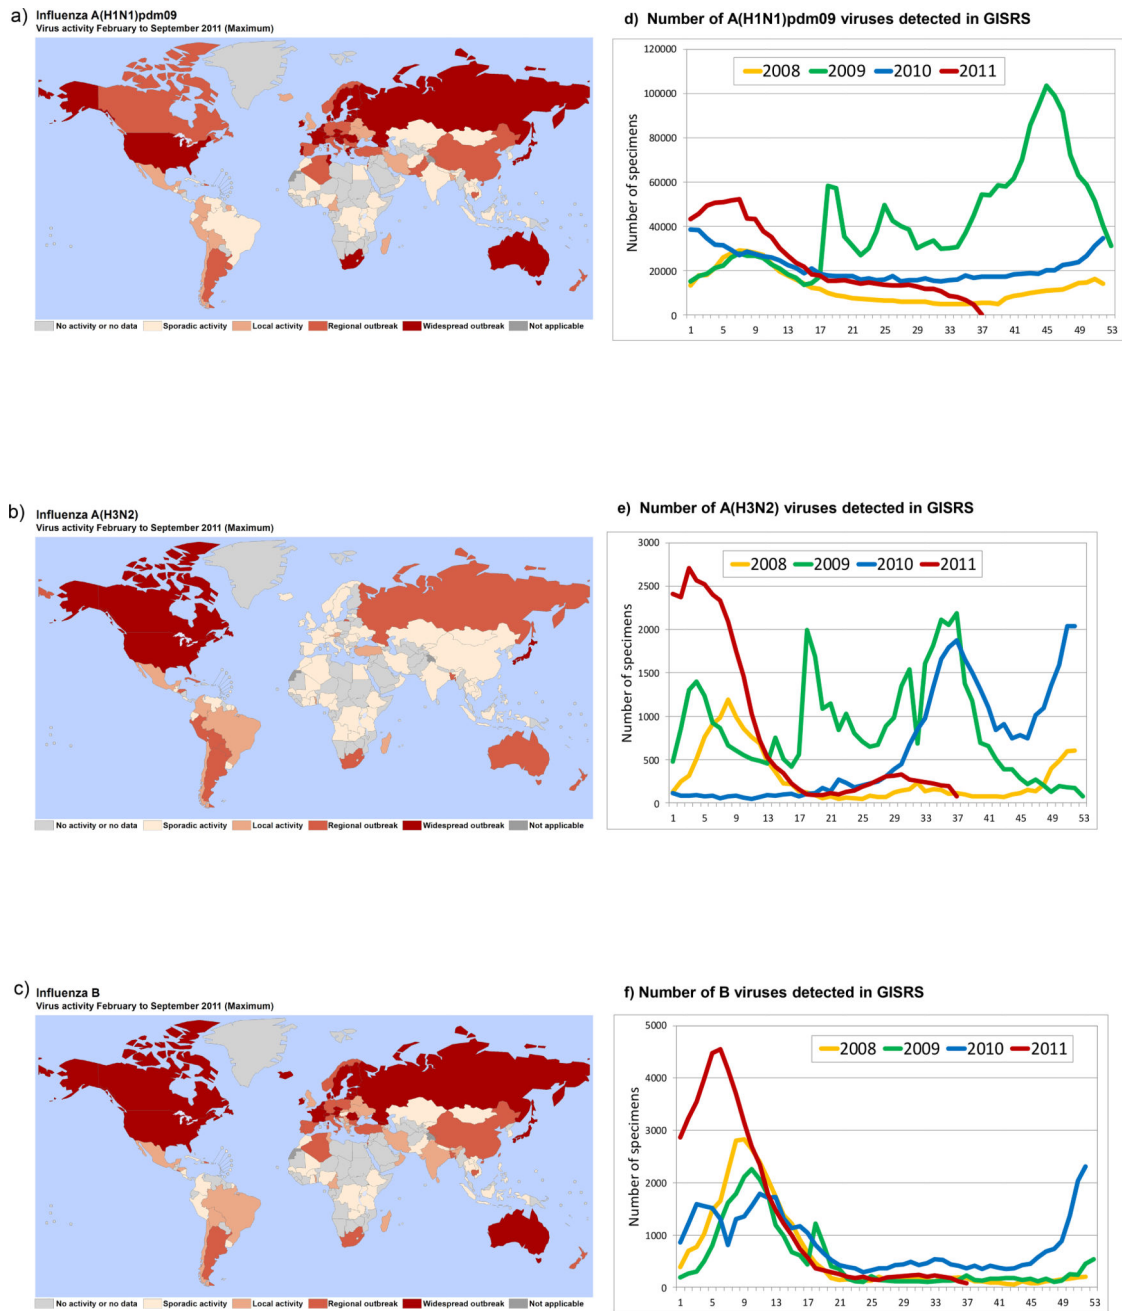 a)
Influenza A(H1N1)pdm09
Virus activity February to September 2011 (Maximum)
No activity or no data Sporadic activity Local activity Regional outbreak Widespread outbreak Not applicable
d) Number of A(H1N1)pdm09 viruses detected in GISRS
2008 2009 2010 2011
Number of specimens
120000
100000
80000
60000
40000
20000
0
1 5 9 13 17 21 25 29 33 37 41 45 49 53
b)
Influenza A(H3N2)
Virus activity February to September 2011 (Maximum)
No activity or no data Sporadic activity Local activity Regional outbreak Widespread outbreak Not applicable
e) Number of A(H3N2) viruses detected in GISRS
2008 2009 2010 2011
Number of specimens
3000
2500
2000
1500
1000
500
0
1 5 9 13 17 21 25 29 33 37 41 45 49 53
c)
Influenza B
Virus activity February to September 2011 (Maximum)
No activity or no data Sporadic activity Local activity Regional outbreak Widespread outbreak Not applicable
f) Number of B viruses detected in GISRS
2008 2009 2010 2011
Number of specimens
5000
4000
3000
2000
1000
0
1 5 9 13 17 21 25 29 33 37 41 45 49 53